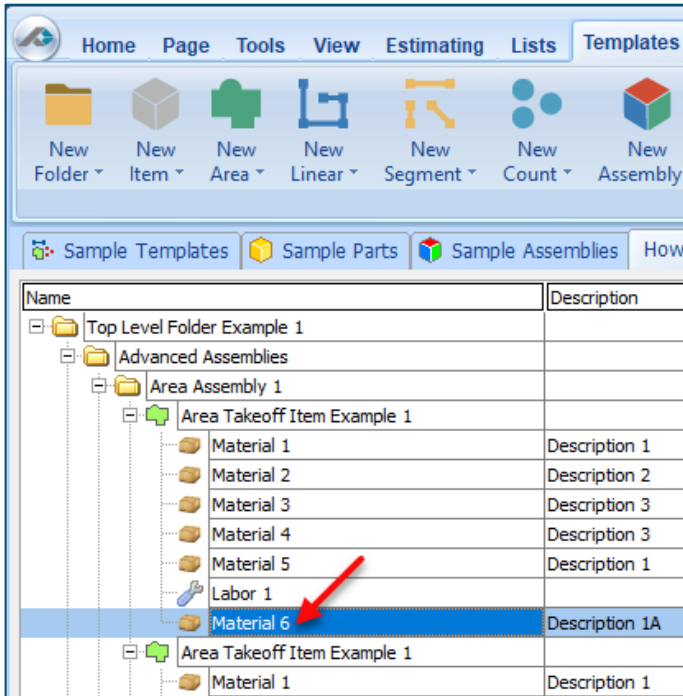 Home Page Tools View Estimating Lists Templates
New New New New New New New
Folder Item Area Linear Segment Count Assembly
Sample Templates Sample Parts Sample Assemblies How
Name Description
Top Level Folder Example 1
Advanced Assemblies
Area Assembly 1
Area Takeoff Item Example 1
Material 1 Description 1
Material 2 Description 2
Material 3 Description 3
Material 4 Description 3
Material 5 Description 1
Labor 1
Material 6 Description 1A
Area Takeoff Item Example 1
Material 1 Description 1